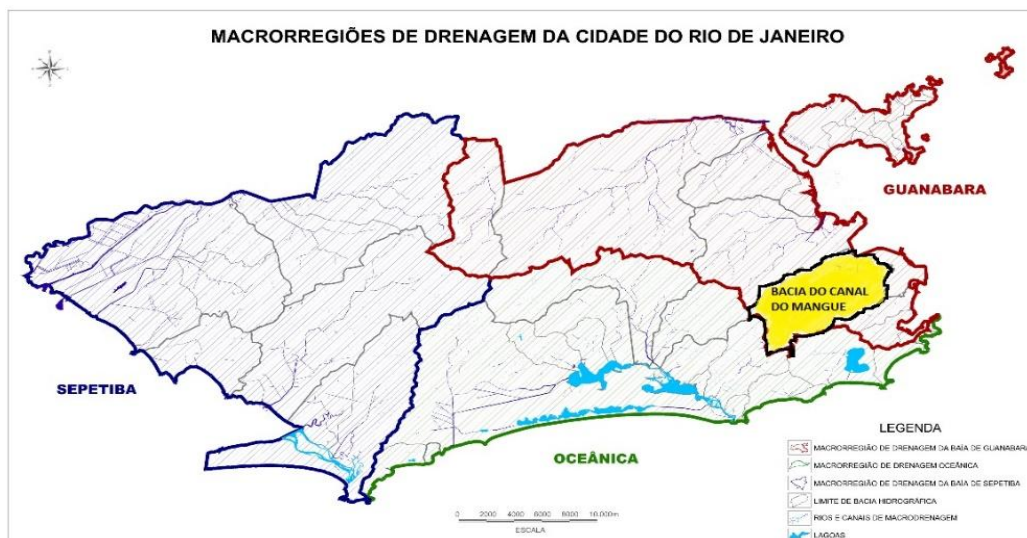 MACRORREGIÕES DE DRENAGEM DA CIDADE DO RIO DE JANEIRO
GUANABARA
BACIA DO CANAL
DO MANGUE
SEPETIBA
OCEÂNICA
0 2000 4000 6000 8000 10.000m
ESCALA
LEGENDA
MACRORREGIÃO DE DRENAGEM DA BAÍA DE GUANABARA
MACRORREGIÃO DE DRENAGEM OCEÂNICA
MACRORREGIÃO DE DRENAGEM DA BAÍA DE SEPETIBA
LIMITE DE BACIA HIDROGRÁFICA
RIOS E CANAIS DE MACRODRENAGEM
LAGOAS